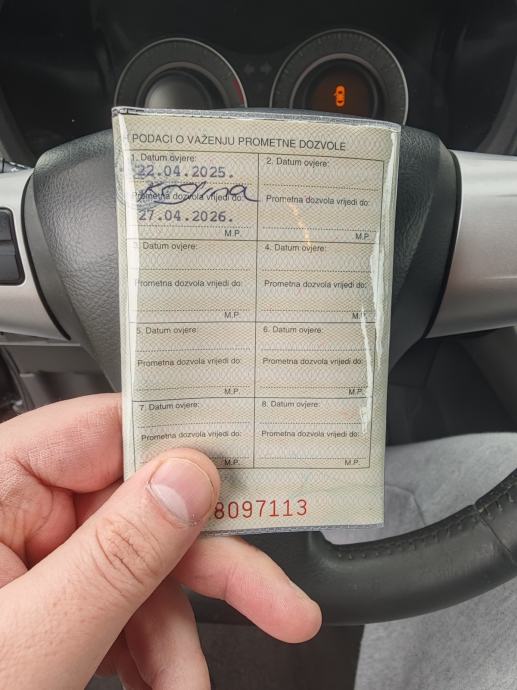 PODACI O VAŽENJU PROMETNE DOZVOLE
1. Datum ovjere:
22.04.2025.
Prometna dozvola vrijedi do:
27.04.2026.
M.P.
2. Datum ovjere:
Prometna dozvola vrijedi do:
M.P.
3. Datum ovjere:
Prometna dozvola vrijedi do:
M.P.
4. Datum ovjere:
Prometna dozvola vrijedi do:
M.P.
5. Datum ovjere:
Prometna dozvola vrijedi do:
M.P.
6. Datum ovjere:
Prometna dozvola vrijedi do:
M.P.
7. Datum ovjere:
Prometna dozvola vrijedi do:
M.P.
8. Datum ovjere:
Prometna dozvola vrijedi do:
M.P.
8097113